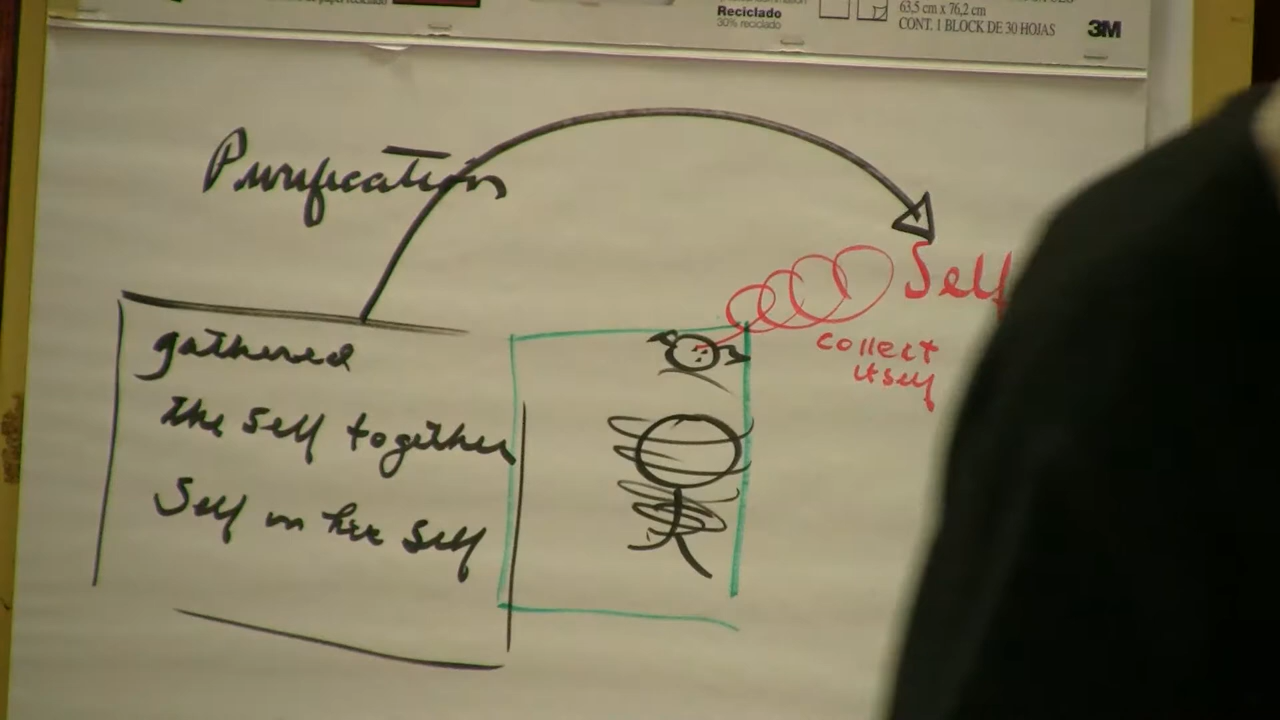 Reciclado
30% reciclado
63,5 cm x 76,2 cm
CONT. 1 BLOCK DE 30 HOJAS
3M
Purification
Self
collect
itself
gathered
the self together
Self in her self